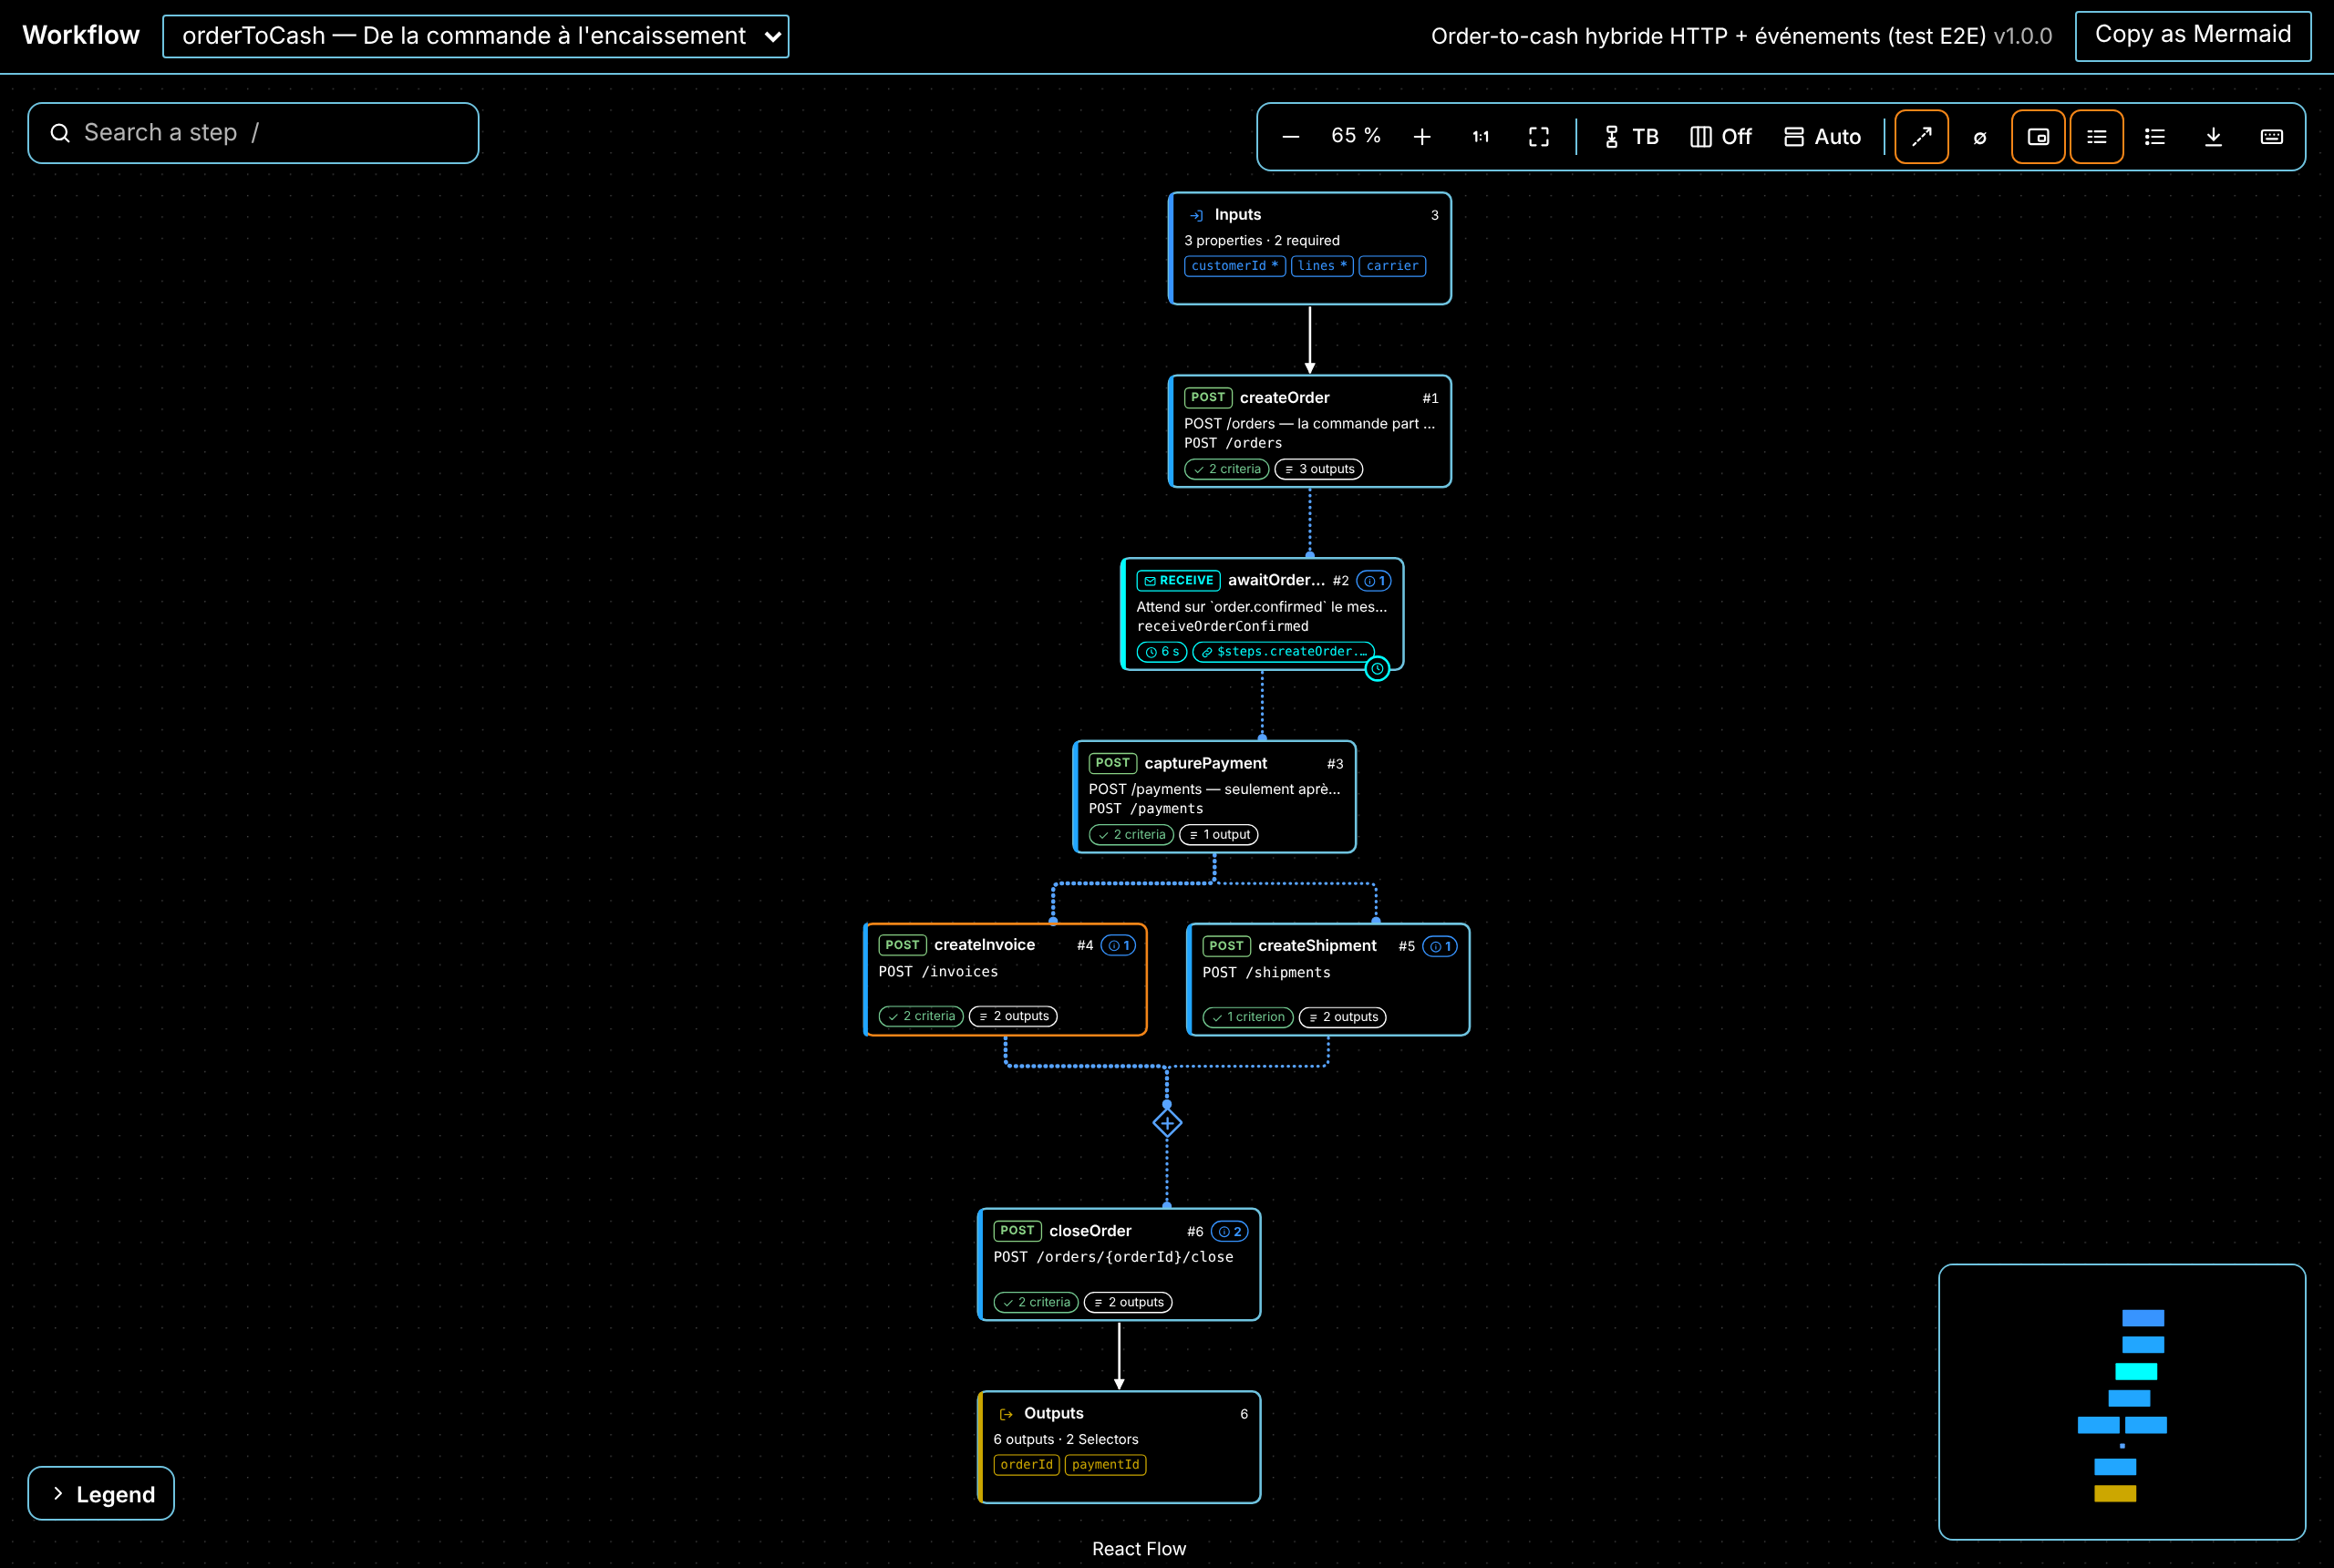 Workflow
orderToCash — De la commande à l'encaissement
Order-to-cash hybride HTTP + événements (test E2E) v1.0.0
Copy as Mermaid
Search a step /
65 %
1:1
TB
Off
Auto
Inputs 3
3 properties · 2 required
customerId * lines * carrier
POST createOrder #1
POST /orders — la commande part ...
POST /orders
2 criteria 3 outputs
RECEIVE awaitOrder... #2 1
Attend sur `order.confirmed` le mes...
receiveOrderConfirmed
6 s $steps.createOrder.…
POST capturePayment #3
POST /payments — seulement aprè...
POST /payments
2 criteria 1 output
POST createInvoice #4 1
POST /invoices
2 criteria 2 outputs
POST createShipment #5 1
POST /shipments
1 criterion 2 outputs
POST closeOrder #6 2
POST /orders/{orderId}/close
2 criteria 2 outputs
Outputs 6
6 outputs · 2 Selectors
orderId paymentId
Legend
React Flow